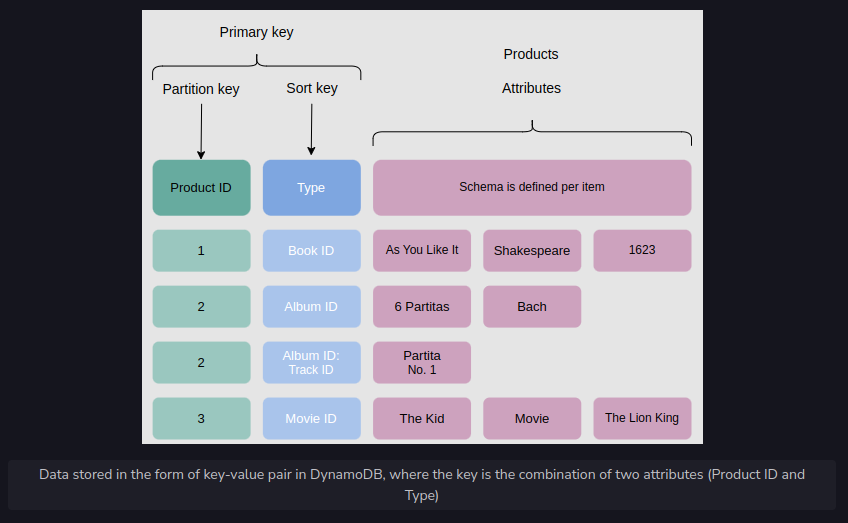 Primary key
Products
Partition key
Sort key
Attributes
Product ID
Type
Schema is defined per item
1
Book ID
As You Like It
Shakespeare
1623
2
Album ID
6 Partitas
Bach
2
Album ID:
Track ID
Partita
No. 1
3
Movie ID
The Kid
Movie
The Lion King
Data stored in the form of key-value pair in DynamoDB, where the key is the combination of two attributes (Product ID and
Type)